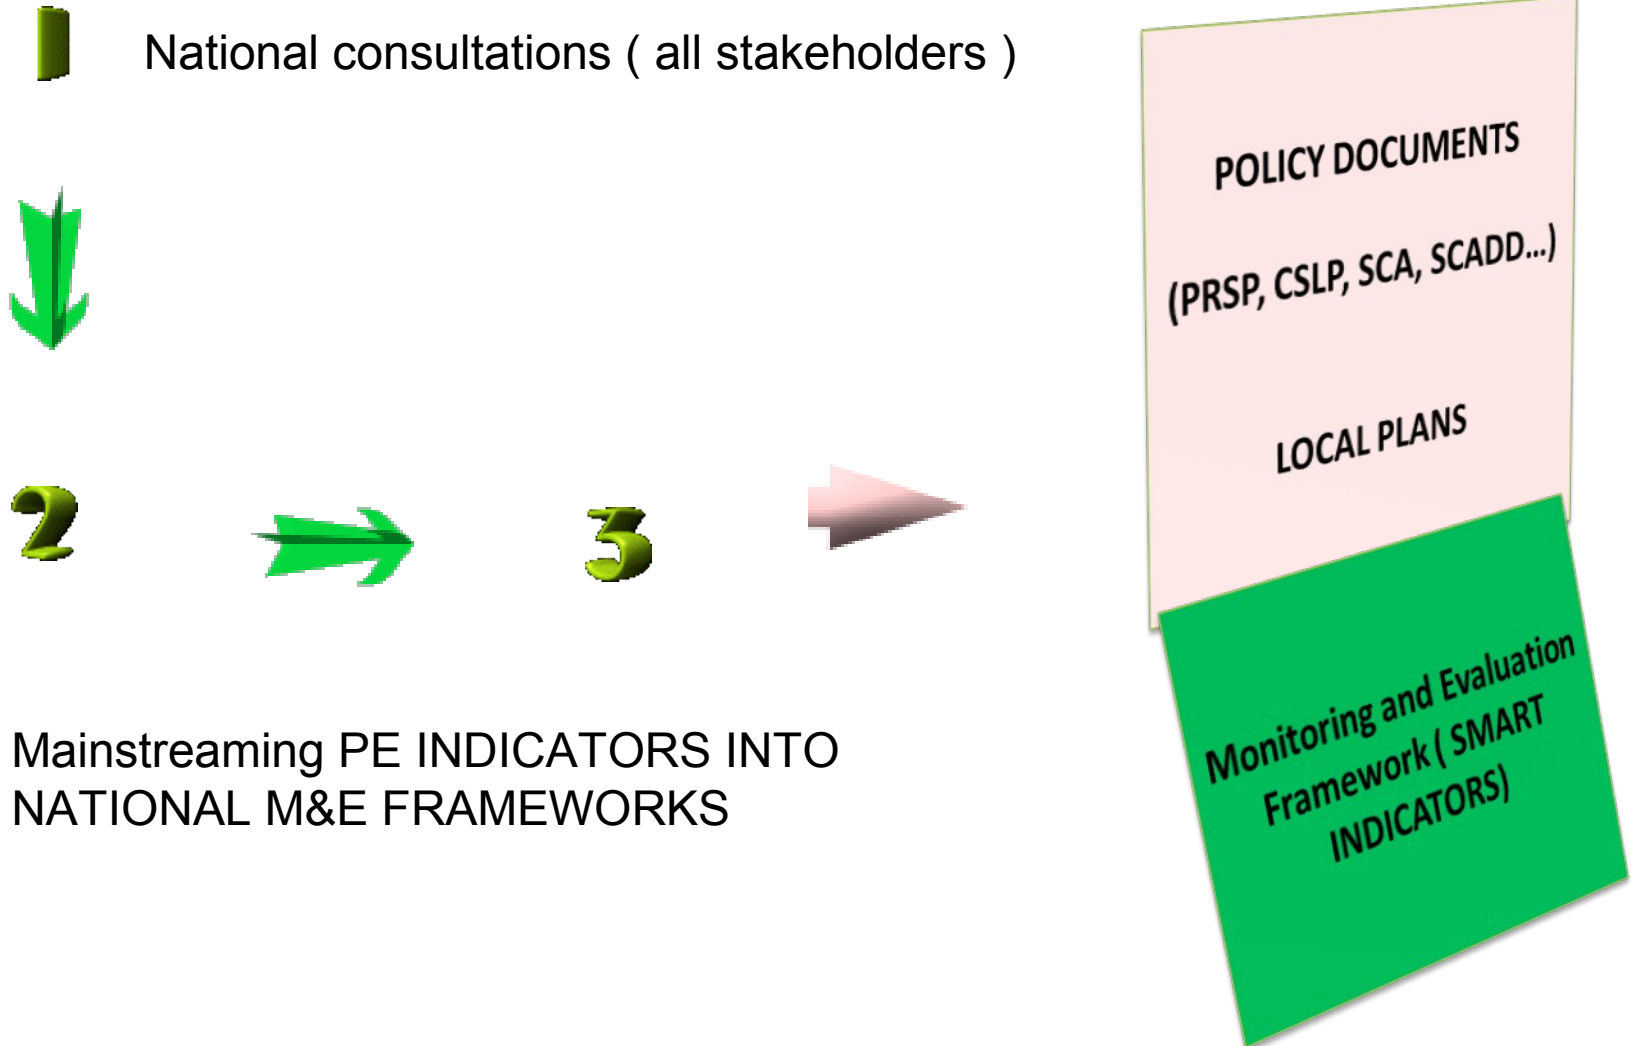 1
National consultations ( all stakeholders )
2
3
Mainstreaming PE INDICATORS INTO
NATIONAL M&E FRAMEWORKS
POLICY DOCUMENTS
(PRSP, CSLP, SCA, SCADD...)
LOCAL PLANS
Monitoring and Evaluation
Framework ( SMART
INDICATORS)